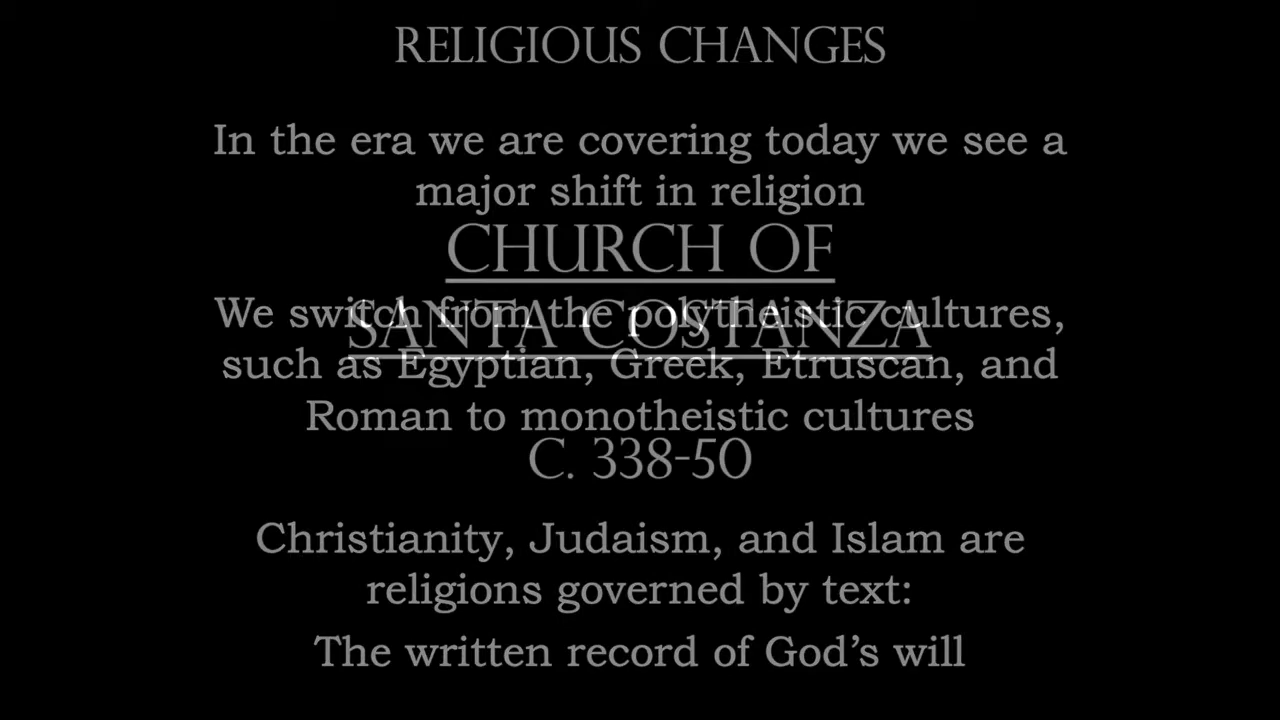 RELIGIOUS CHANGES
In the era we are covering today we see a
major shift in religion
CHURCH OF
SANTA COSTANZA
We switch from the polytheistic cultures,
such as Egyptian, Greek, Etruscan, and
Roman to monotheistic cultures
C. 338-50
Christianity, Judaism, and Islam are
religions governed by text:
The written record of God's will